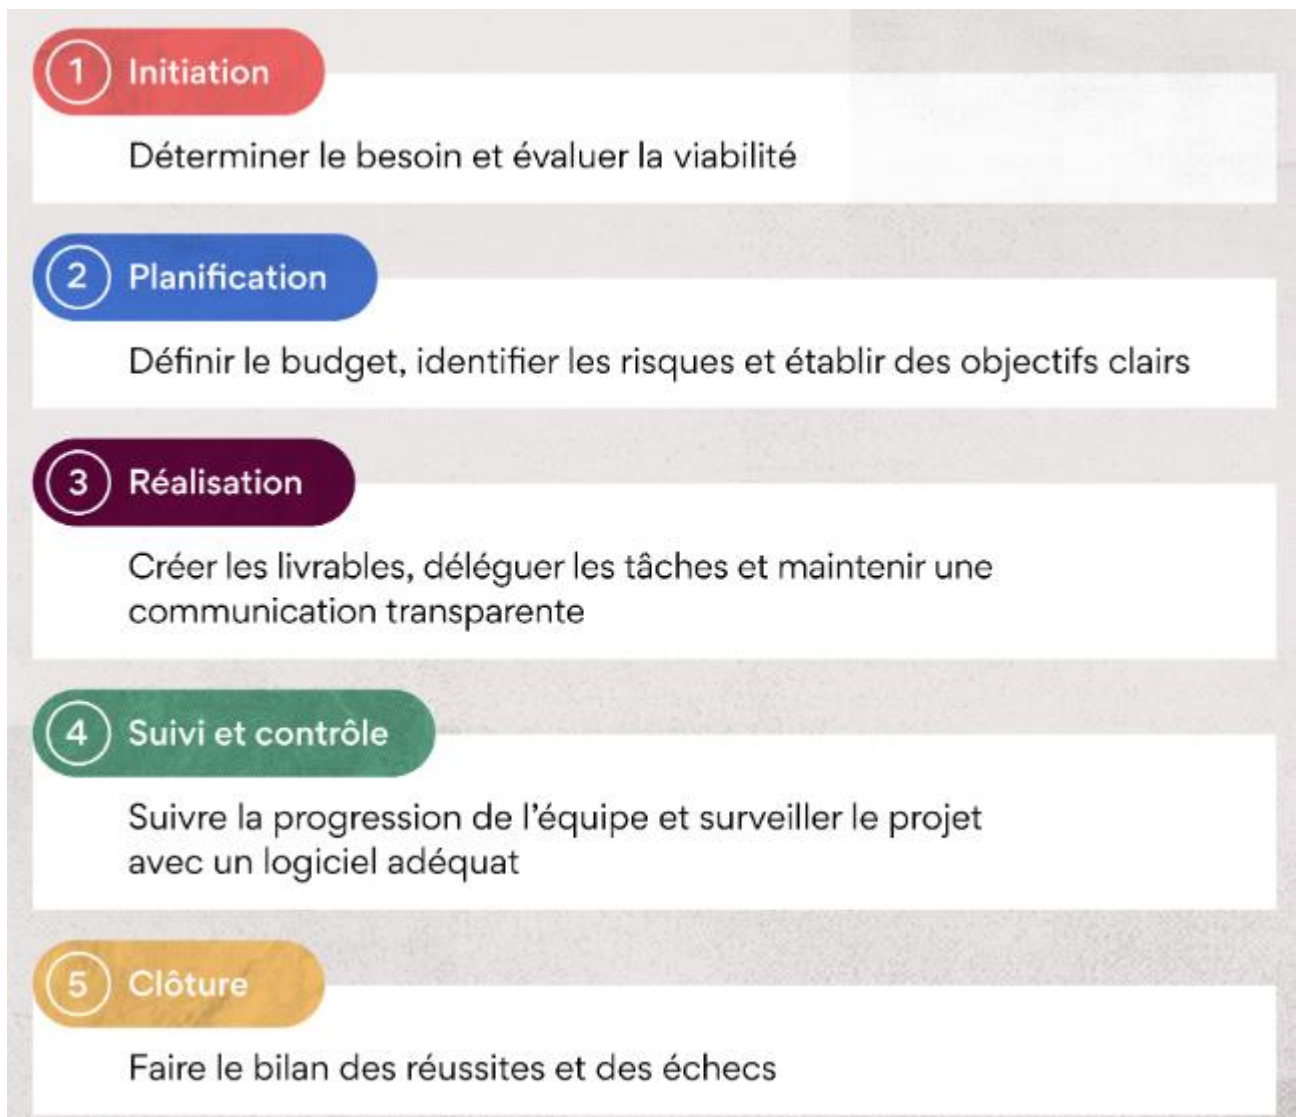 1 Initiation
Déterminer le besoin et évaluer la viabilité
2 Planification
Définir le budget, identifier les risques et établir des objectifs clairs
3 Réalisation
Créer les livrables, déléguer les tâches et maintenir une
communication transparente
4 Suivi et contrôle
Suivre la progression de l’équipe et surveiller le projet
avec un logiciel adéquat
5 Clôture
Faire le bilan des réussites et des échecs